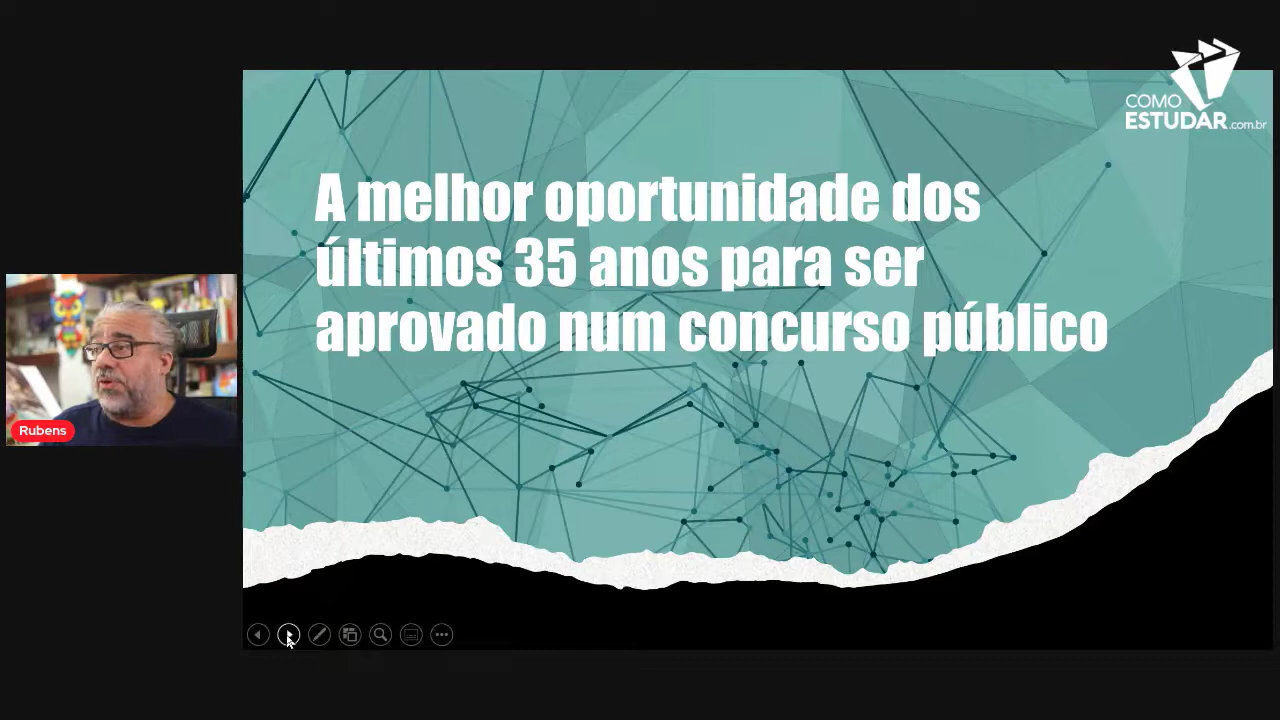 COMO
ESTUDAR.com.br
A melhor oportunidade dos
últimos 35 anos para ser
aprovado num concurso público
Rubens